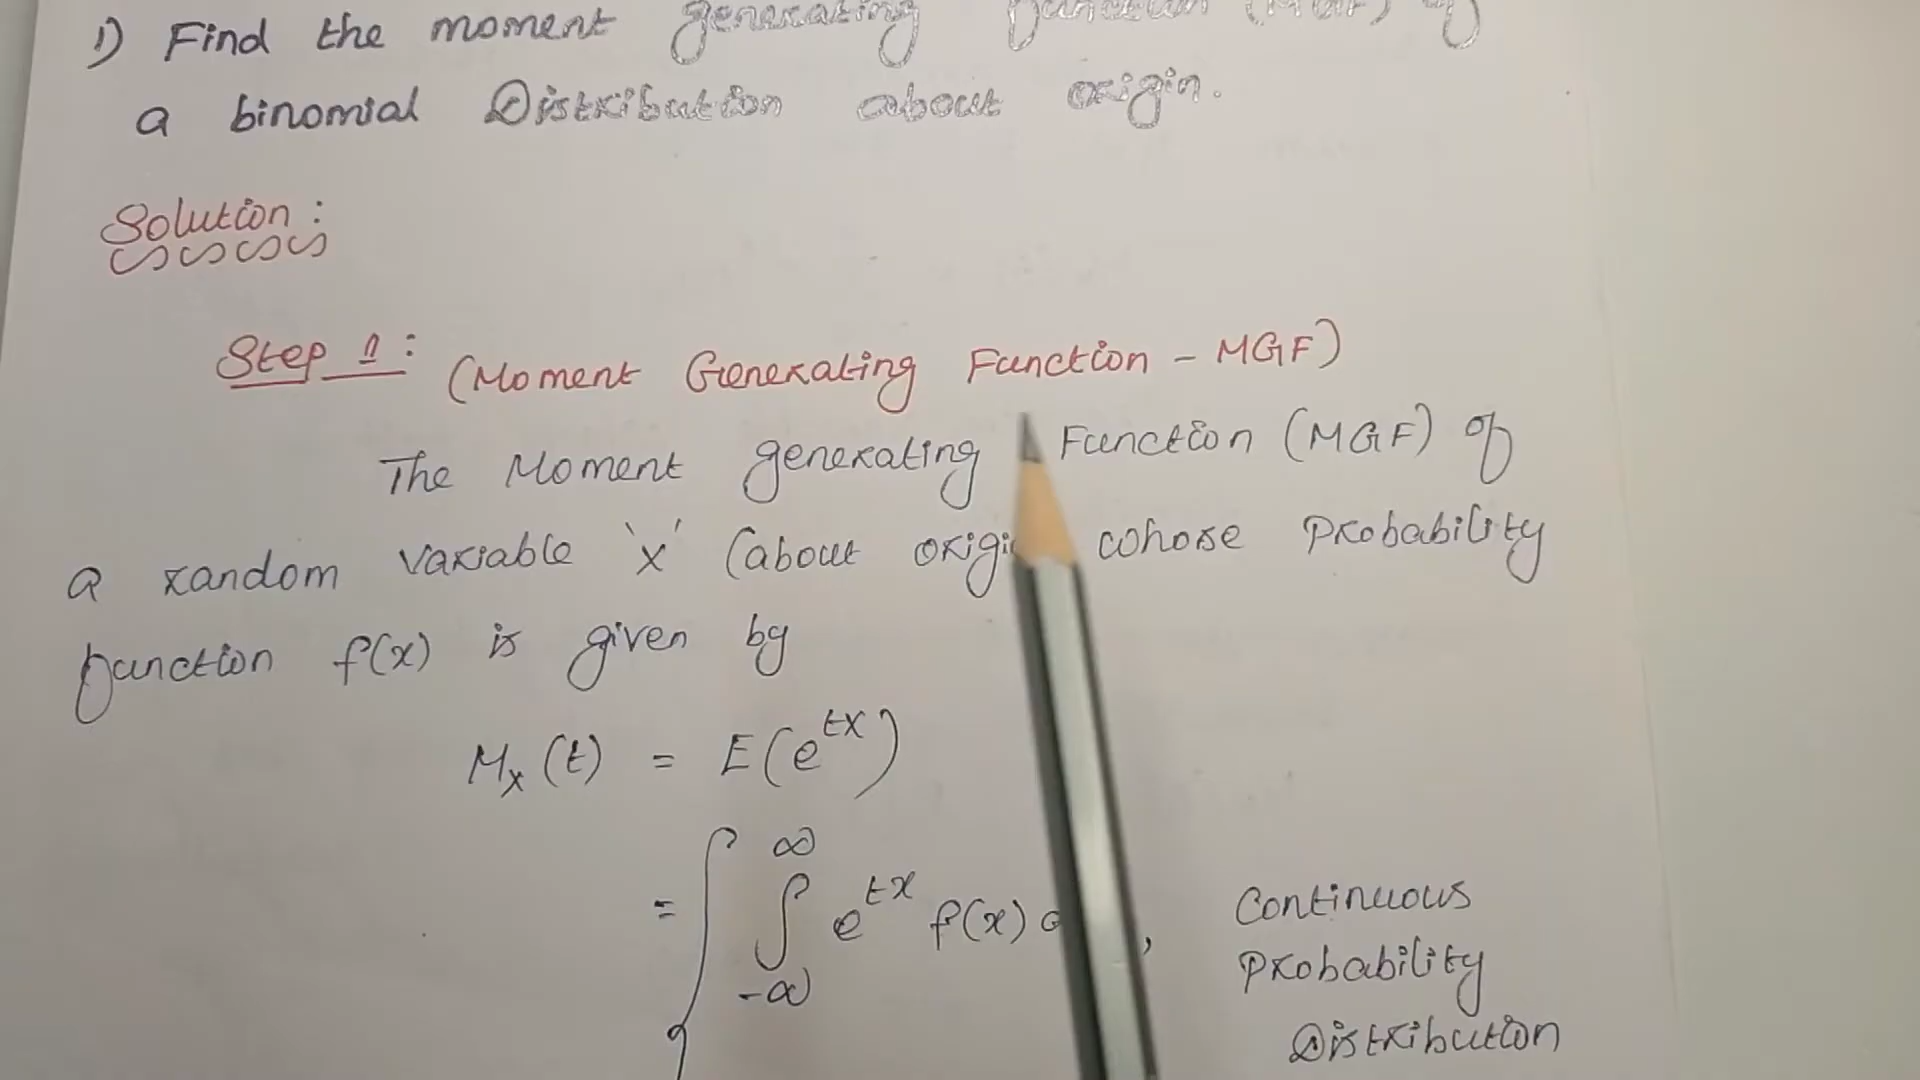 1) Find the moment generating function (MGF) of
a binomial Distribution about origin.
Solution :
Step 1 : (Moment Generating Function - MGF)
The Moment generating Function (MGF) of
a random variable 'x' (about origi whose Probability
function f(x) is given by
Mx(t) = E(e^tx)
= { ∫_-∞^∞ e^tx f(x) , Continuous
Probability
Distribution